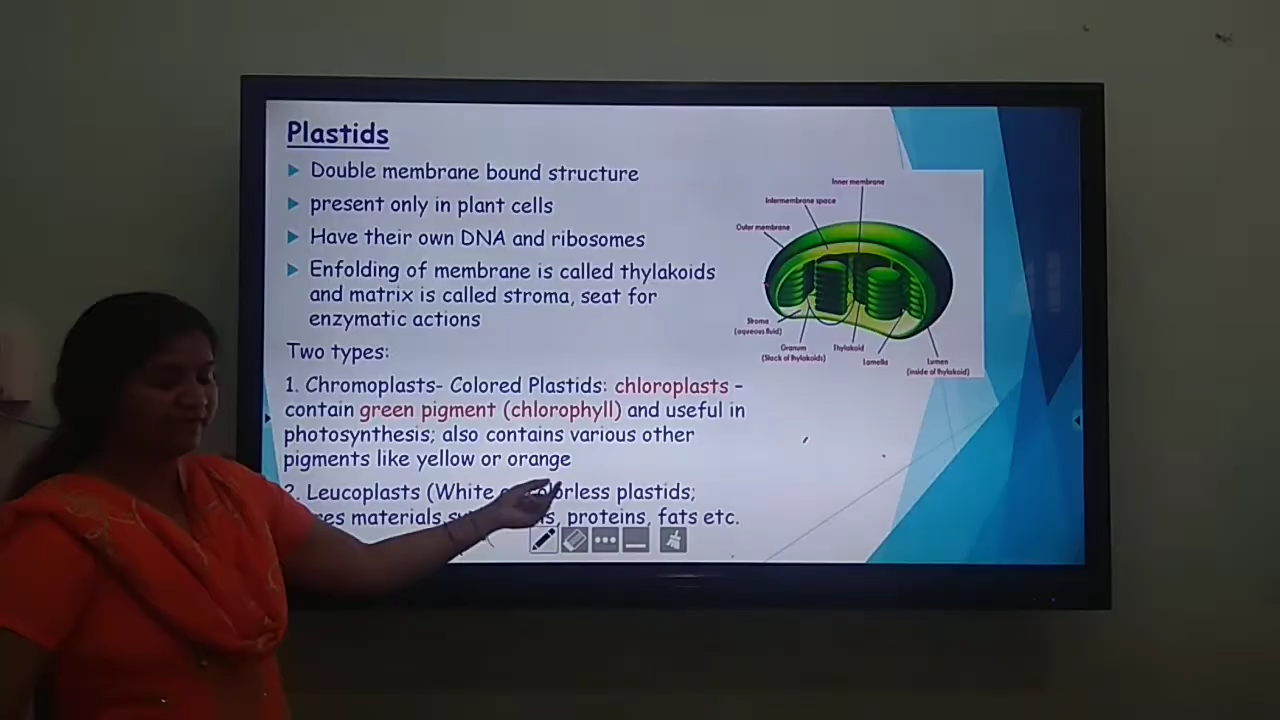 Plastids
Double membrane bound structure
present only in plant cells
Have their own DNA and ribosomes
Enfolding of membrane is called thylakoids
and matrix is called stroma, seat for
enzymatic actions
Two types:
1. Chromoplasts- Colored Plastids: chloroplasts –
contain green pigment (chlorophyll) and useful in
photosynthesis; also contains various other
pigments like yellow or orange
2. Leucoplasts (White plastids;
materials proteins, fats etc.
Inner membrane
Intermembrane space
Outer membrane
Stroma
(aqueous fluid)
Granum
(Stack of thylakoids)
Thylakoid
Lamella
Lumen
(inside of thylakoid)